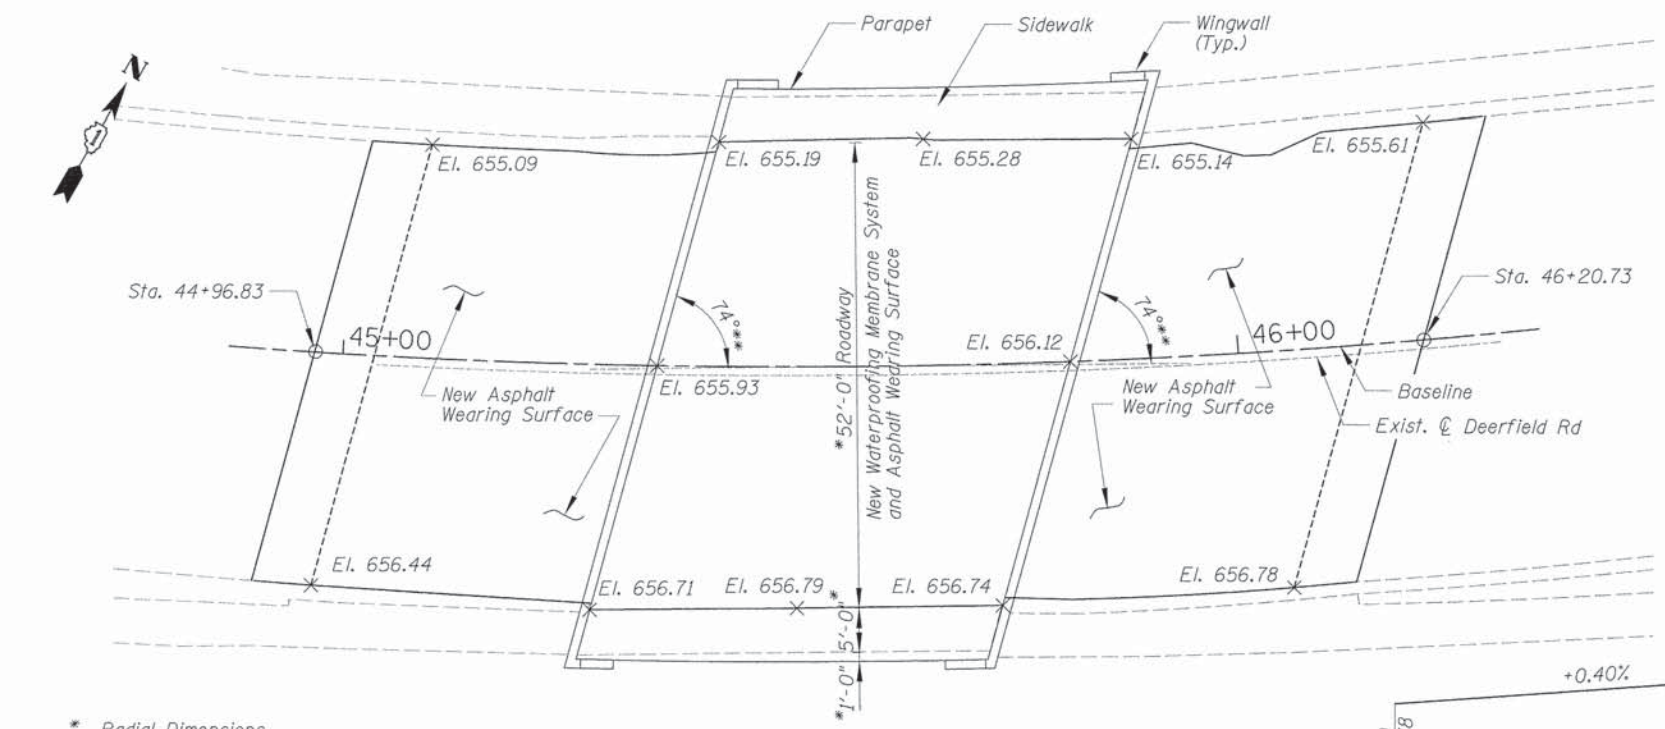 Parapet
Sidewalk
Wingwall
(Typ.)
N
El. 655.09
El. 655.19
El. 655.28
El. 655.14
El. 655.61
Sta. 44+96.83
74°**
74°**
Sta. 46+20.73
45+00
46+00
El. 656.12
El. 655.93
*52'-0" Roadway
New Waterproofing Membrane System
and Asphalt Wearing Surface
New Asphalt
Wearing Surface
New Asphalt
Wearing Surface
Baseline
Exist. ℄ Deerfield Rd
El. 656.44
El. 656.71
El. 656.79
El. 656.74
El. 656.78
5'-0"*
*1'-0"
+0.40%
* Radial Dimensions